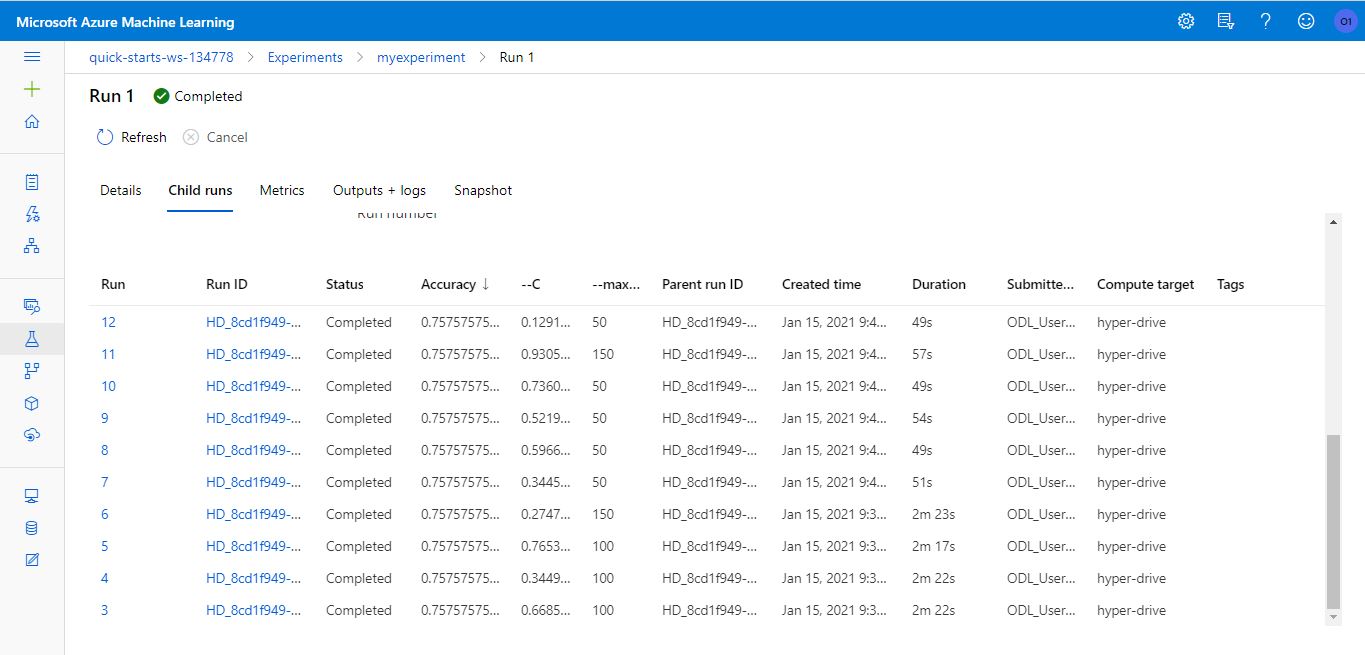 Microsoft Azure Machine Learning
O1
quick-starts-ws-134778 > Experiments > myexperiment > Run 1
Run 1 Completed
Refresh Cancel
Details Child runs Metrics Outputs + logs Snapshot
Run number
Run Run ID Status Accuracy ↓ --C --max... Parent run ID Created time Duration Submitte... Compute target Tags
12 HD_8cd1f949-... Completed 0.75757575... 0.1291... 50 HD_8cd1f949-... Jan 15, 2021 9:4... 49s ODL_User... hyper-drive
11 HD_8cd1f949-... Completed 0.75757575... 0.9305... 150 HD_8cd1f949-... Jan 15, 2021 9:4... 57s ODL_User... hyper-drive
10 HD_8cd1f949-... Completed 0.75757575... 0.7360... 50 HD_8cd1f949-... Jan 15, 2021 9:4... 49s ODL_User... hyper-drive
9 HD_8cd1f949-... Completed 0.75757575... 0.5219... 50 HD_8cd1f949-... Jan 15, 2021 9:4... 54s ODL_User... hyper-drive
8 HD_8cd1f949-... Completed 0.75757575... 0.5966... 50 HD_8cd1f949-... Jan 15, 2021 9:4... 49s ODL_User... hyper-drive
7 HD_8cd1f949-... Completed 0.75757575... 0.3445... 50 HD_8cd1f949-... Jan 15, 2021 9:4... 51s ODL_User... hyper-drive
6 HD_8cd1f949-... Completed 0.75757575... 0.2747... 150 HD_8cd1f949-... Jan 15, 2021 9:3... 2m 23s ODL_User... hyper-drive
5 HD_8cd1f949-... Completed 0.75757575... 0.7653... 100 HD_8cd1f949-... Jan 15, 2021 9:3... 2m 17s ODL_User... hyper-drive
4 HD_8cd1f949-... Completed 0.75757575... 0.3449... 100 HD_8cd1f949-... Jan 15, 2021 9:3... 2m 22s ODL_User... hyper-drive
3 HD_8cd1f949-... Completed 0.75757575... 0.6685... 100 HD_8cd1f949-... Jan 15, 2021 9:3... 2m 22s ODL_User... hyper-drive